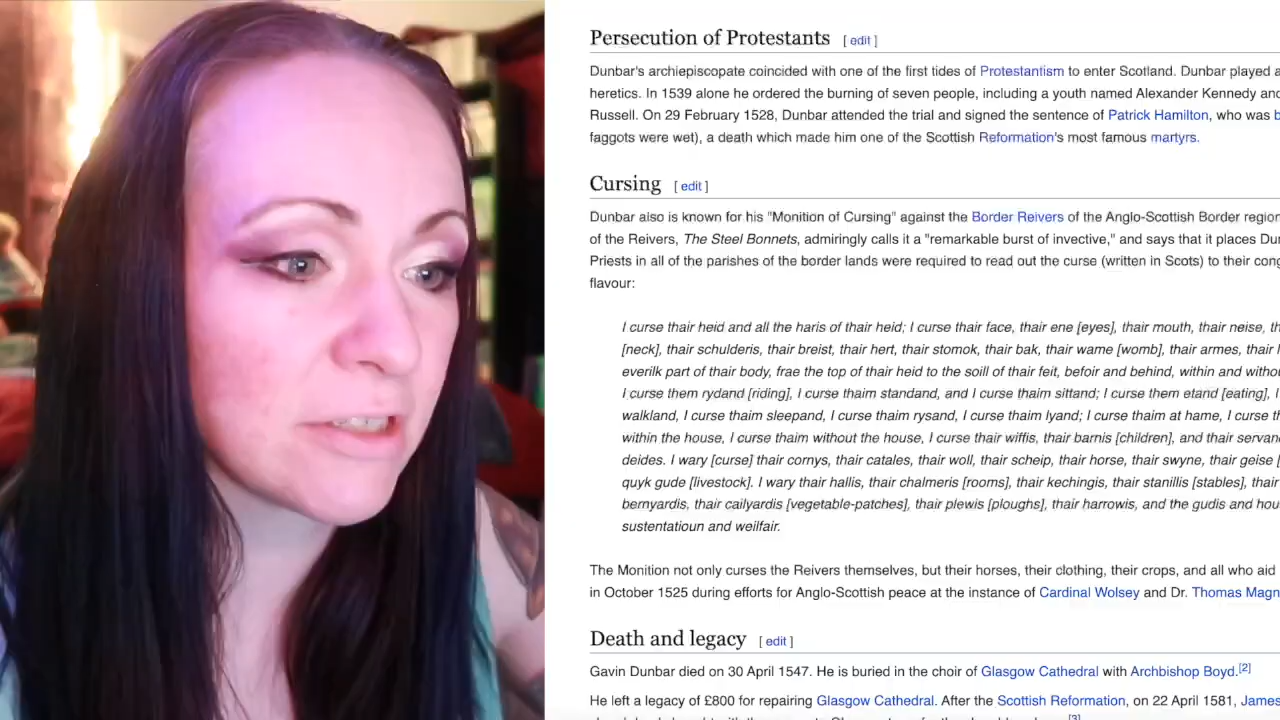 Persecution of Protestants [ edit ]
Dunbar's archiepiscopate coincided with one of the first tides of Protestantism to enter Scotland. Dunbar played a
heretics. In 1539 alone he ordered the burning of seven people, including a youth named Alexander Kennedy and
Russell. On 29 February 1528, Dunbar attended the trial and signed the sentence of Patrick Hamilton, who was b
faggots were wet), a death which made him one of the Scottish Reformation's most famous martyrs.
Cursing [ edit ]
Dunbar also is known for his "Monition of Cursing" against the Border Reivers of the Anglo-Scottish Border region
of the Reivers, The Steel Bonnets, admiringly calls it a "remarkable burst of invective," and says that it places Du
Priests in all of the parishes of the border lands were required to read out the curse (written in Scots) to their cong
flavour:
I curse thair heid and all the haris of thair heid; I curse thair face, thair ene [eyes], thair mouth, thair neise, th
[neck], thair schulderis, thair breist, thair hert, thair stomok, thair bak, thair wame [womb], thair armes, thair
everilk part of thair body, frae the top of thair heid to the soill of thair feit, befoir and behind, within and withou
I curse them rydand [riding], I curse thaim standand, and I curse thaim sittand; I curse them etand [eating], I
walkland, I curse thaim sleepand, I curse thaim rysand, I curse thaim lyand; I curse thaim at hame, I curse th
within the house, I curse thaim without the house, I curse thair wiffis, thair barnis [children], and thair servan
deides. I wary [curse] thair cornys, thair catales, thair woll, thair scheip, thair horse, thair swyne, thair geise [
quyk gude [livestock]. I wary thair hallis, thair chalmeris [rooms], thair kechingis, thair stanillis [stables], thair
bernyardis, thair cailyardis [vegetable-patches], thair plewis [ploughs], thair harrowis, and the gudis and hou
sustentatioun and weilfair.
The Monition not only curses the Reivers themselves, but their horses, their clothing, their crops, and all who aid
in October 1525 during efforts for Anglo-Scottish peace at the instance of Cardinal Wolsey and Dr. Thomas Magn
Death and legacy [ edit ]
Gavin Dunbar died on 30 April 1547. He is buried in the choir of Glasgow Cathedral with Archbishop Boyd.[2]
He left a legacy of £800 for repairing Glasgow Cathedral. After the Scottish Reformation, on 22 April 1581, James
[3]